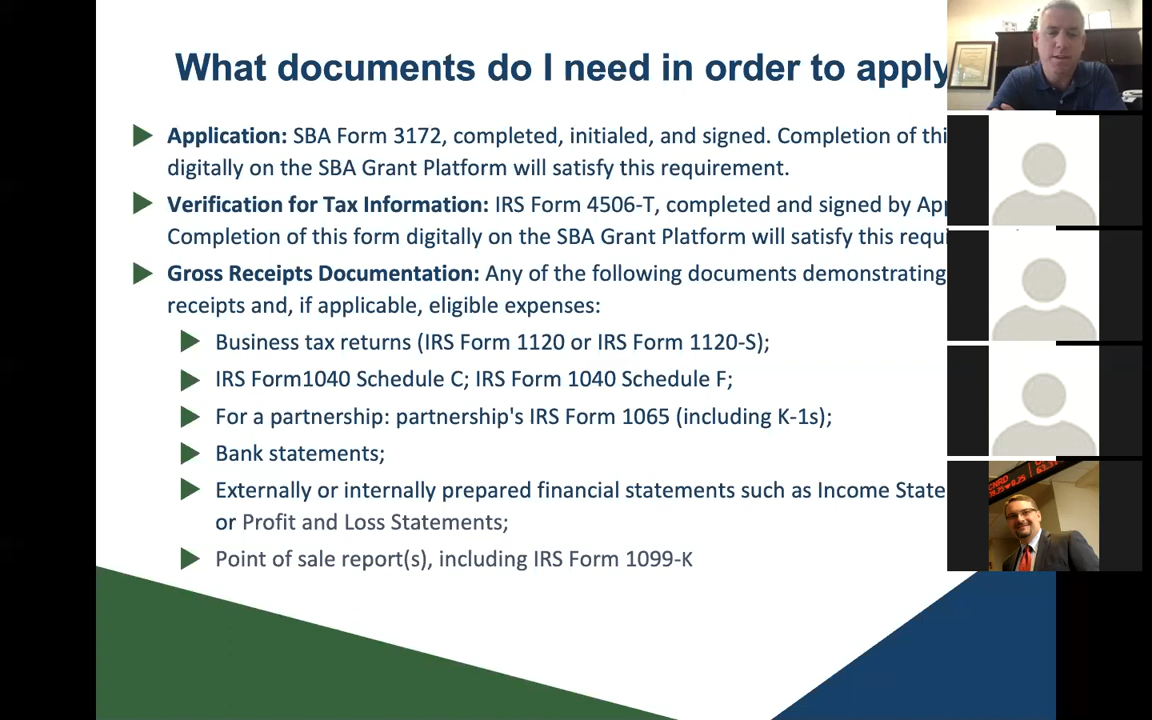 What documents do I need in order to apply
Application: SBA Form 3172, completed, initialed, and signed. Completion of
digitally on the SBA Grant Platform will satisfy this requirement.
Verification for Tax Information: IRS Form 4506-T, completed and signed by
Completion of this form digitally on the SBA Grant Platform will satisfy this
Gross Receipts Documentation: Any of the following documents demonstrating
receipts and, if applicable, eligible expenses:
Business tax returns (IRS Form 1120 or IRS Form 1120-S);
IRS Form1040 Schedule C; IRS Form 1040 Schedule F;
For a partnership: partnership's IRS Form 1065 (including K-1s);
Bank statements;
Externally or internally prepared financial statements such as Income
or Profit and Loss Statements;
Point of sale report(s), including IRS Form 1099-K